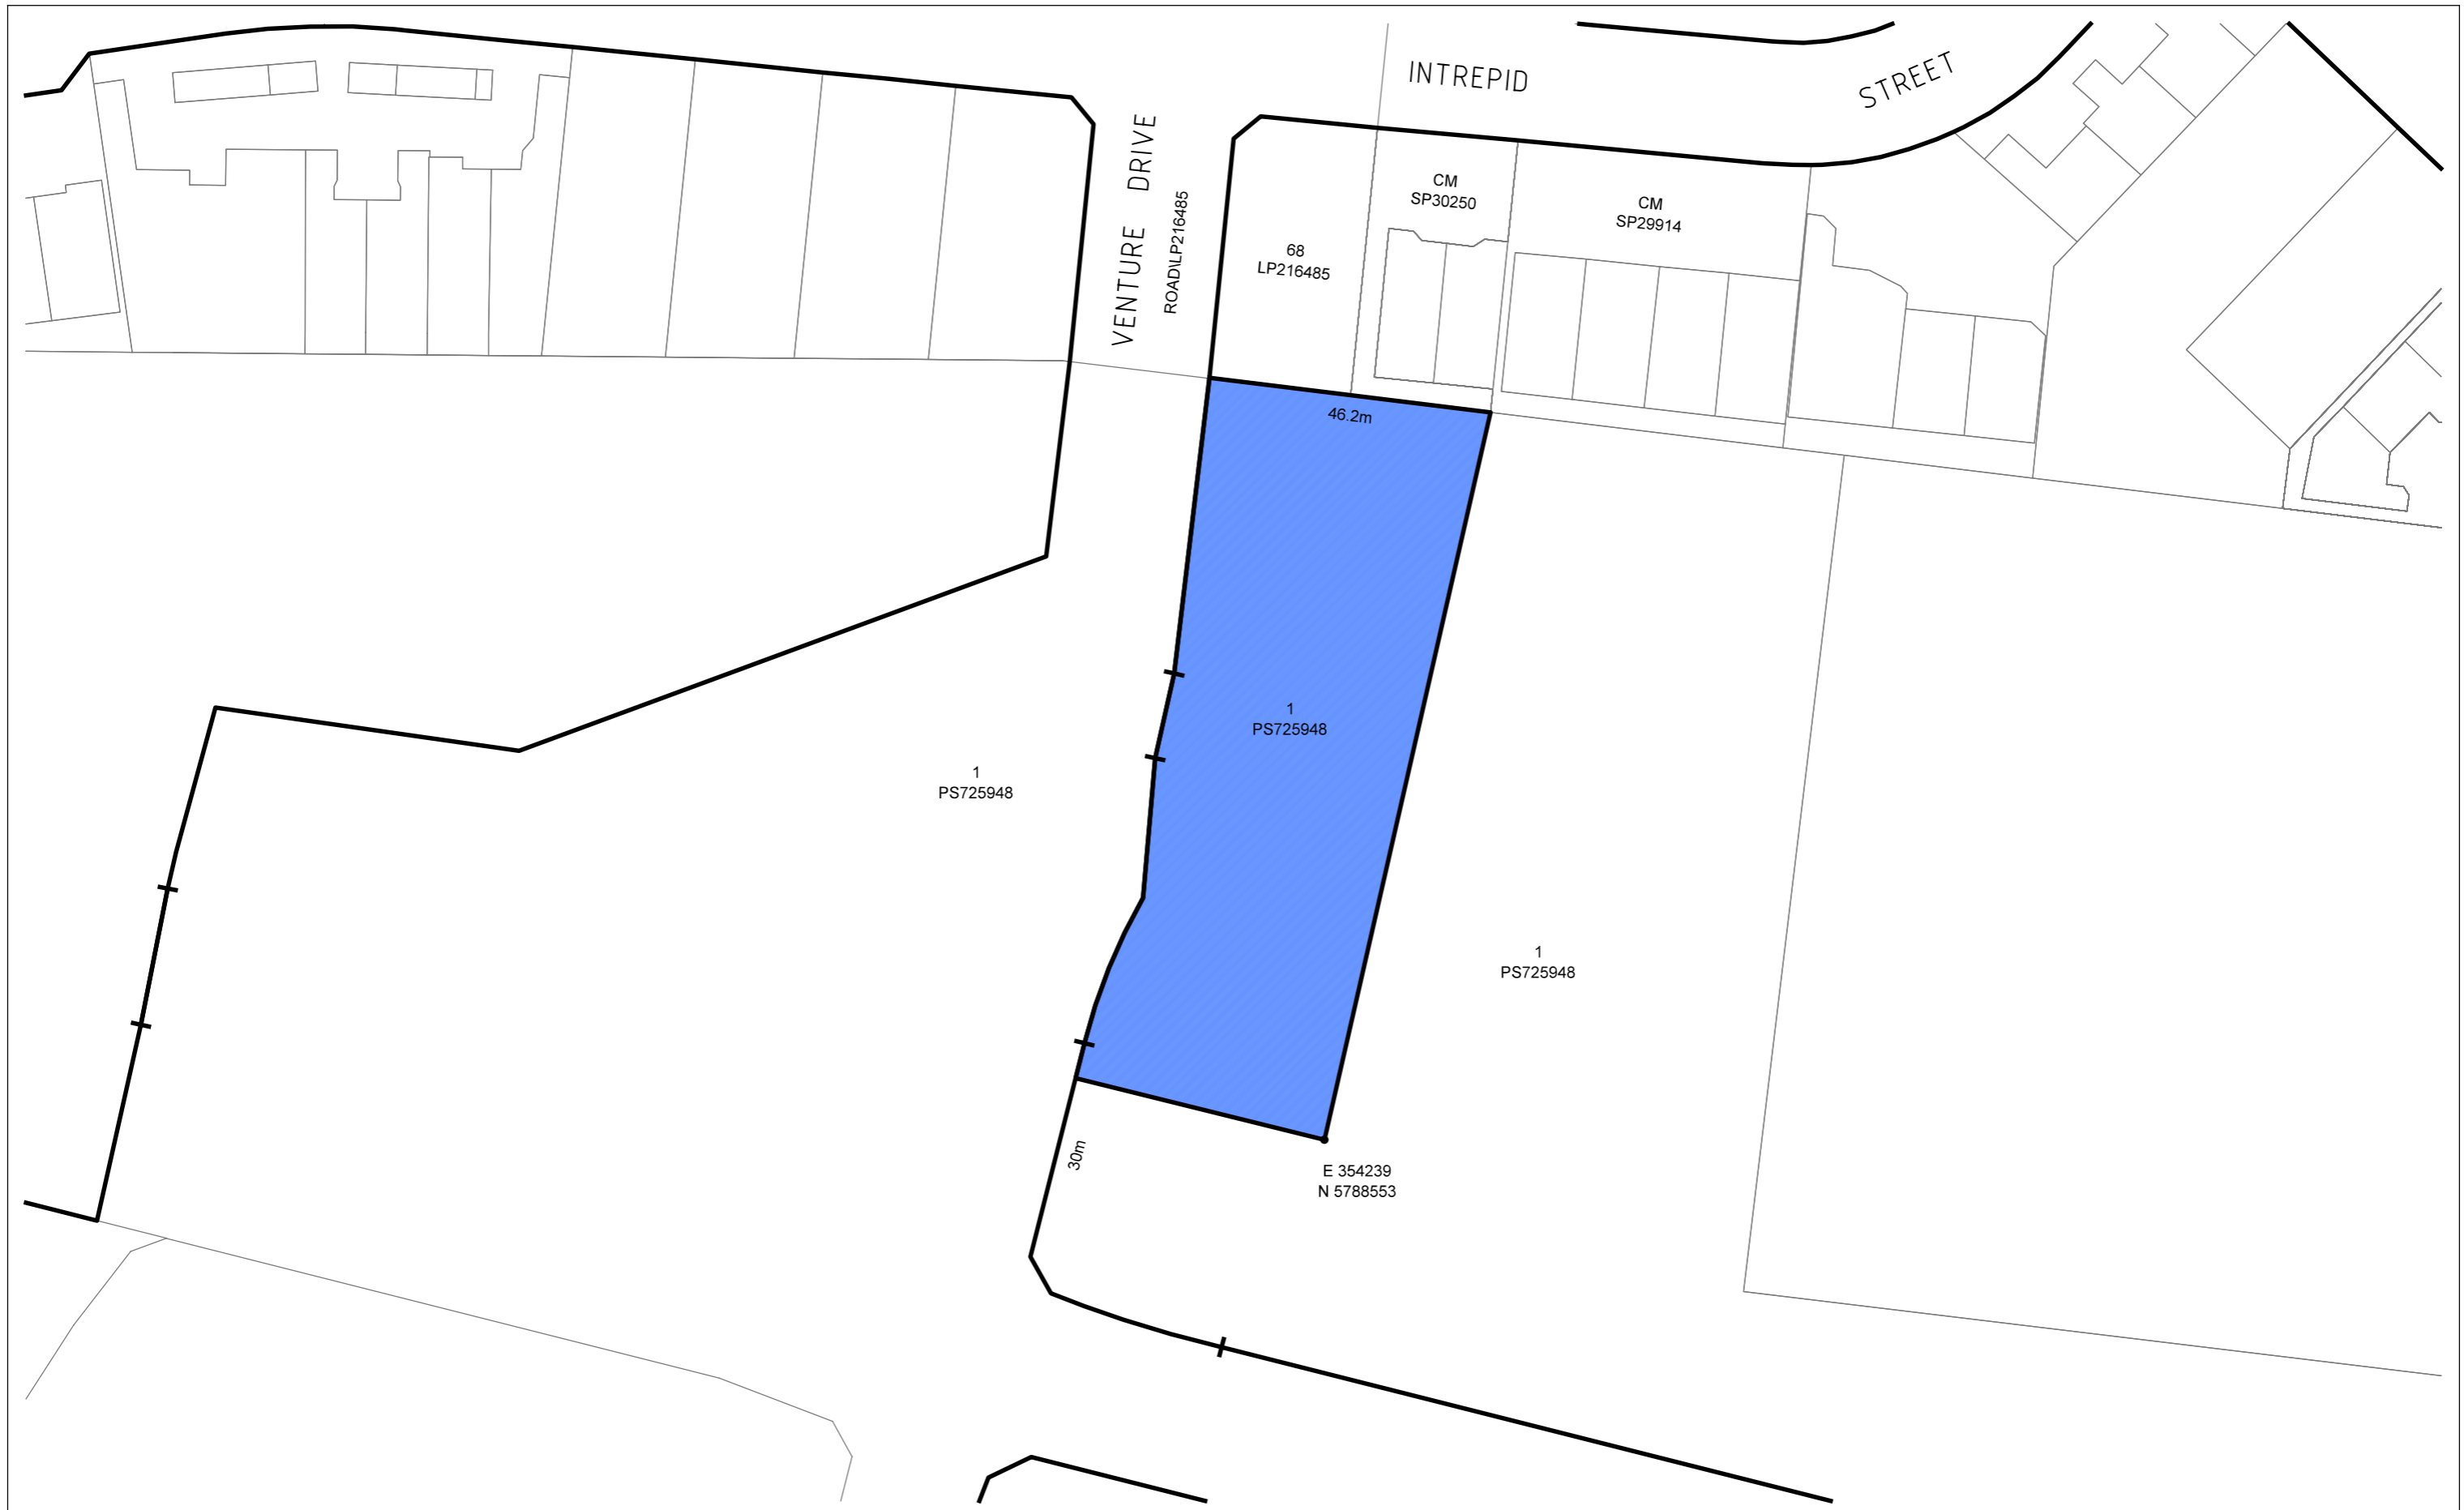 INTREPID
STREET
VENTURE DRIVE
ROAD\LP216485
CM
SP30250
CM
SP29914
68
LP216485
46.2m
1
PS725948
1
PS725948
1
PS725948
30m
E 354239
N 5788553